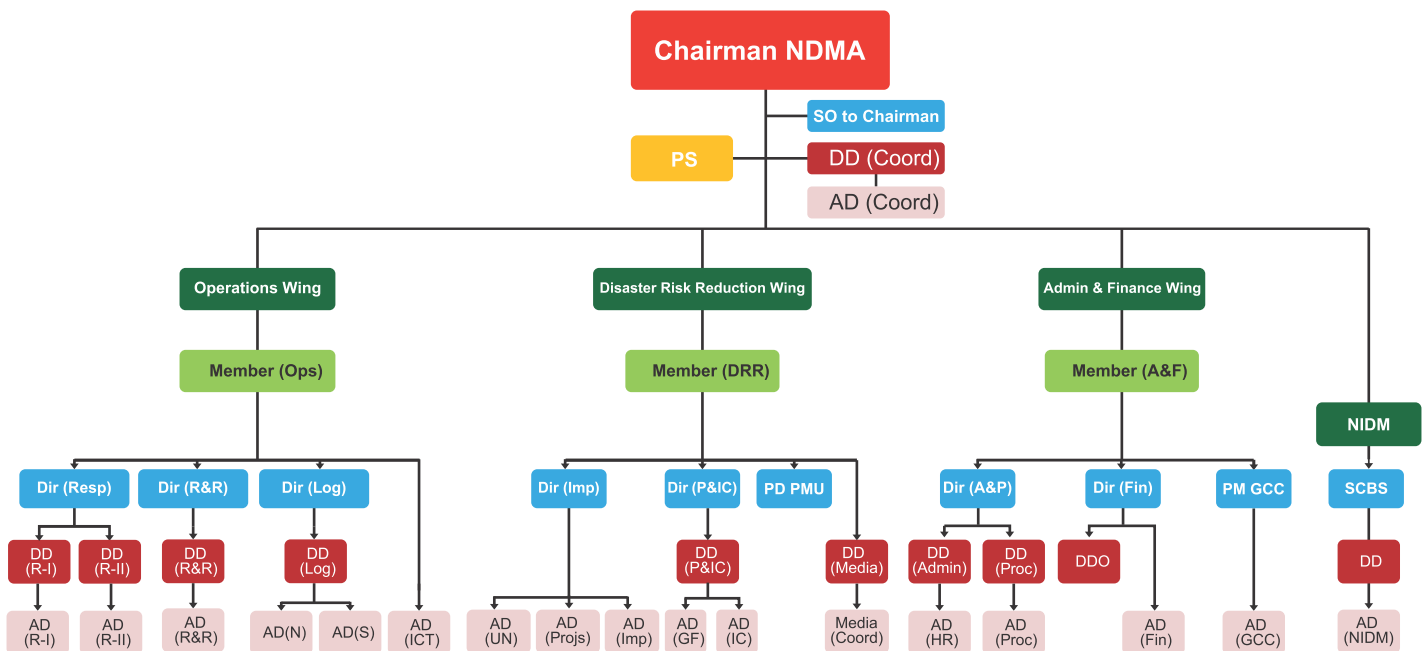 Chairman NDMA
SO to Chairman
PS
DD (Coord)
AD (Coord)
Operations Wing
Disaster Risk Reduction Wing
Admin & Finance Wing
Member (Ops)
Member (DRR)
Member (A&F)
NIDM
Dir (Resp)
Dir (R&R)
Dir (Log)
Dir (Imp)
Dir (P&IC)
PD PMU
Dir (A&P)
Dir (Fin)
PM GCC
SCBS
DD
(R-I)
DD
(R-II)
DD
(R&R)
DD
(Log)
DD
(P&IC)
DD
(Media)
DD
(Admin)
DD
(Proc)
DDO
DD
AD
(R-I)
AD
(R-II)
AD
(R&R)
AD(N)
AD(S)
AD
(ICT)
AD
(UN)
AD
(Projs)
AD
(Imp)
AD
(GF)
AD
(IC)
Media
(Coord)
AD
(HR)
AD
(Proc)
AD
(Fin)
AD
(GCC)
AD
(NIDM)